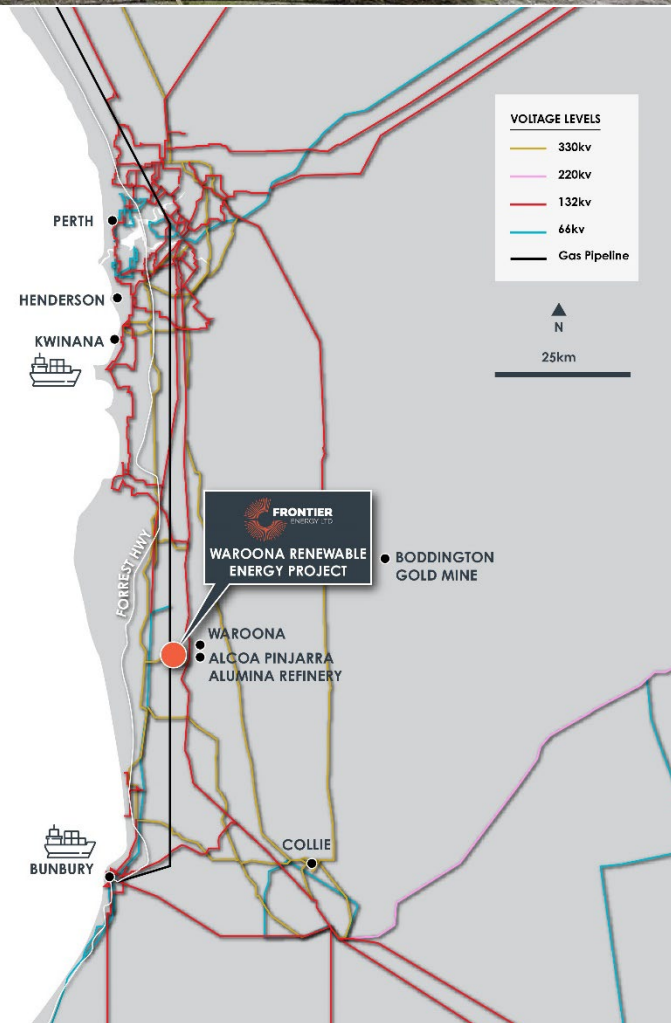 VOLTAGE LEVELS
330kv
220kv
132kv
66kv
Gas Pipeline
N
25km
PERTH
HENDERSON
KWINANA
FORREST HWY
FRONTIER
ENERGY LTD
WAROONA RENEWABLE
ENERGY PROJECT
BODDINGTON
GOLD MINE
WAROONA
ALCOA PINJARRA
ALUMINA REFINERY
COLLIE
BUNBURY